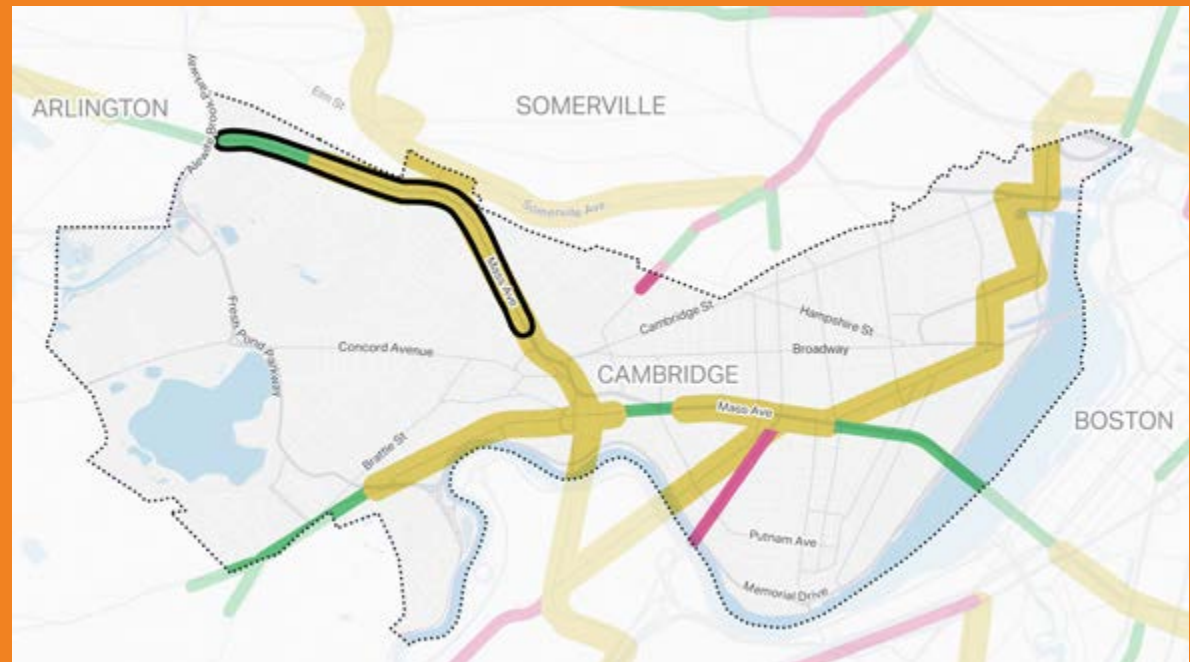 Alewife Brook Parkway
ARLINGTON
Elm St
SOMERVILLE
Somerville Ave
Mass Ave
Fresh Pond Parkway
Concord Avenue
Cambridge St
Hampshire St
Broadway
CAMBRIDGE
Mass Ave
BOSTON
Brattle St
Putnam Ave
Memorial Drive